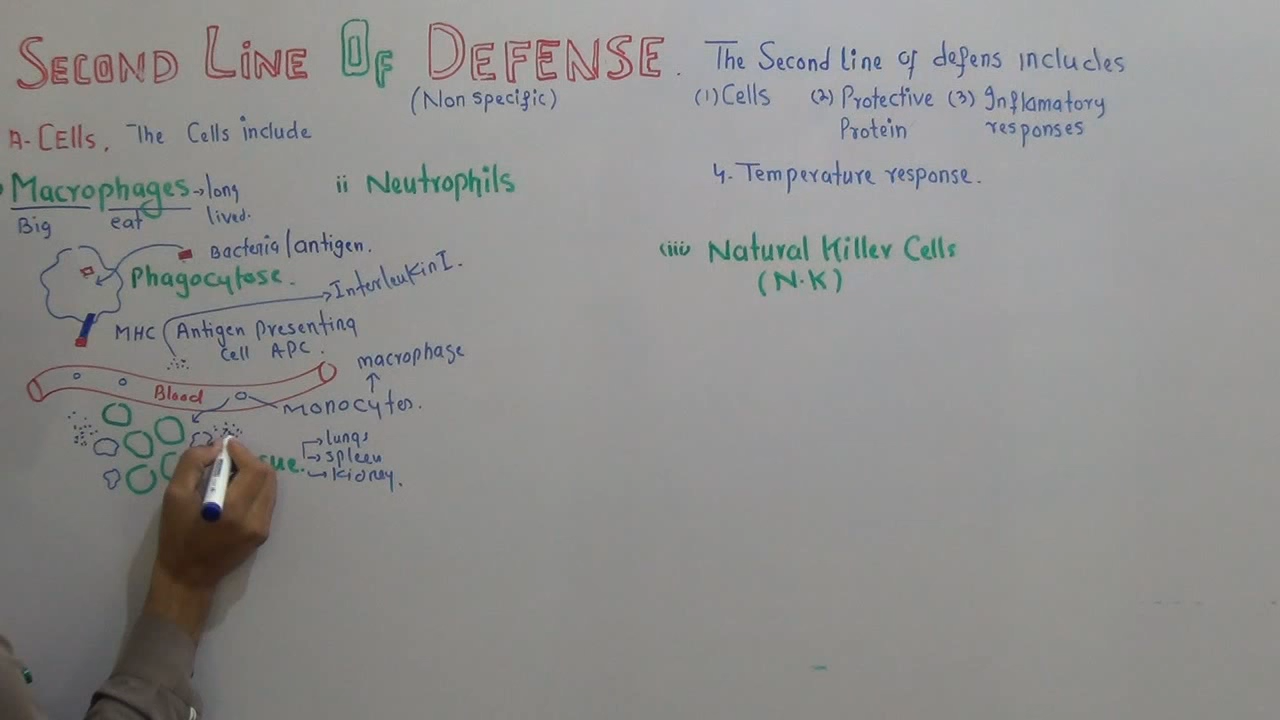 SECOND LINE OF DEFENSE.
(Non specific)
The Second line of defens includes
(1) Cells (2) Protective (3) Inflamatory
Protein responses
4. Temperature response.
A- CELLS. The Cells include
Macrophages → long
lived.
Big eat
ii Neutrophils
(iii) Natural Killer Cells
(N.K)
Bacteria/antigen.
Phagocytose.
Interleukin I.
MHC (Antigen Presenting
Cell APC.
macrophage
Blood
monocytes.
lungs
spleen
kidney.